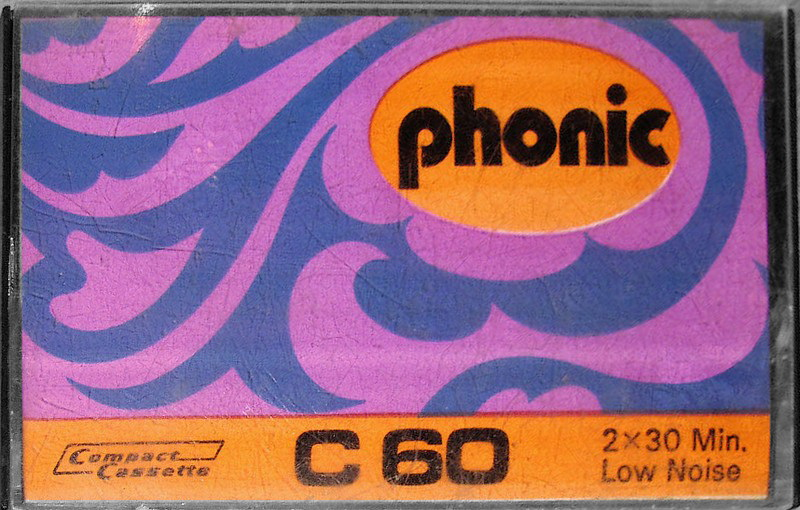 phonic
Compact
Cassette
C 60
2×30 Min.
Low Noise